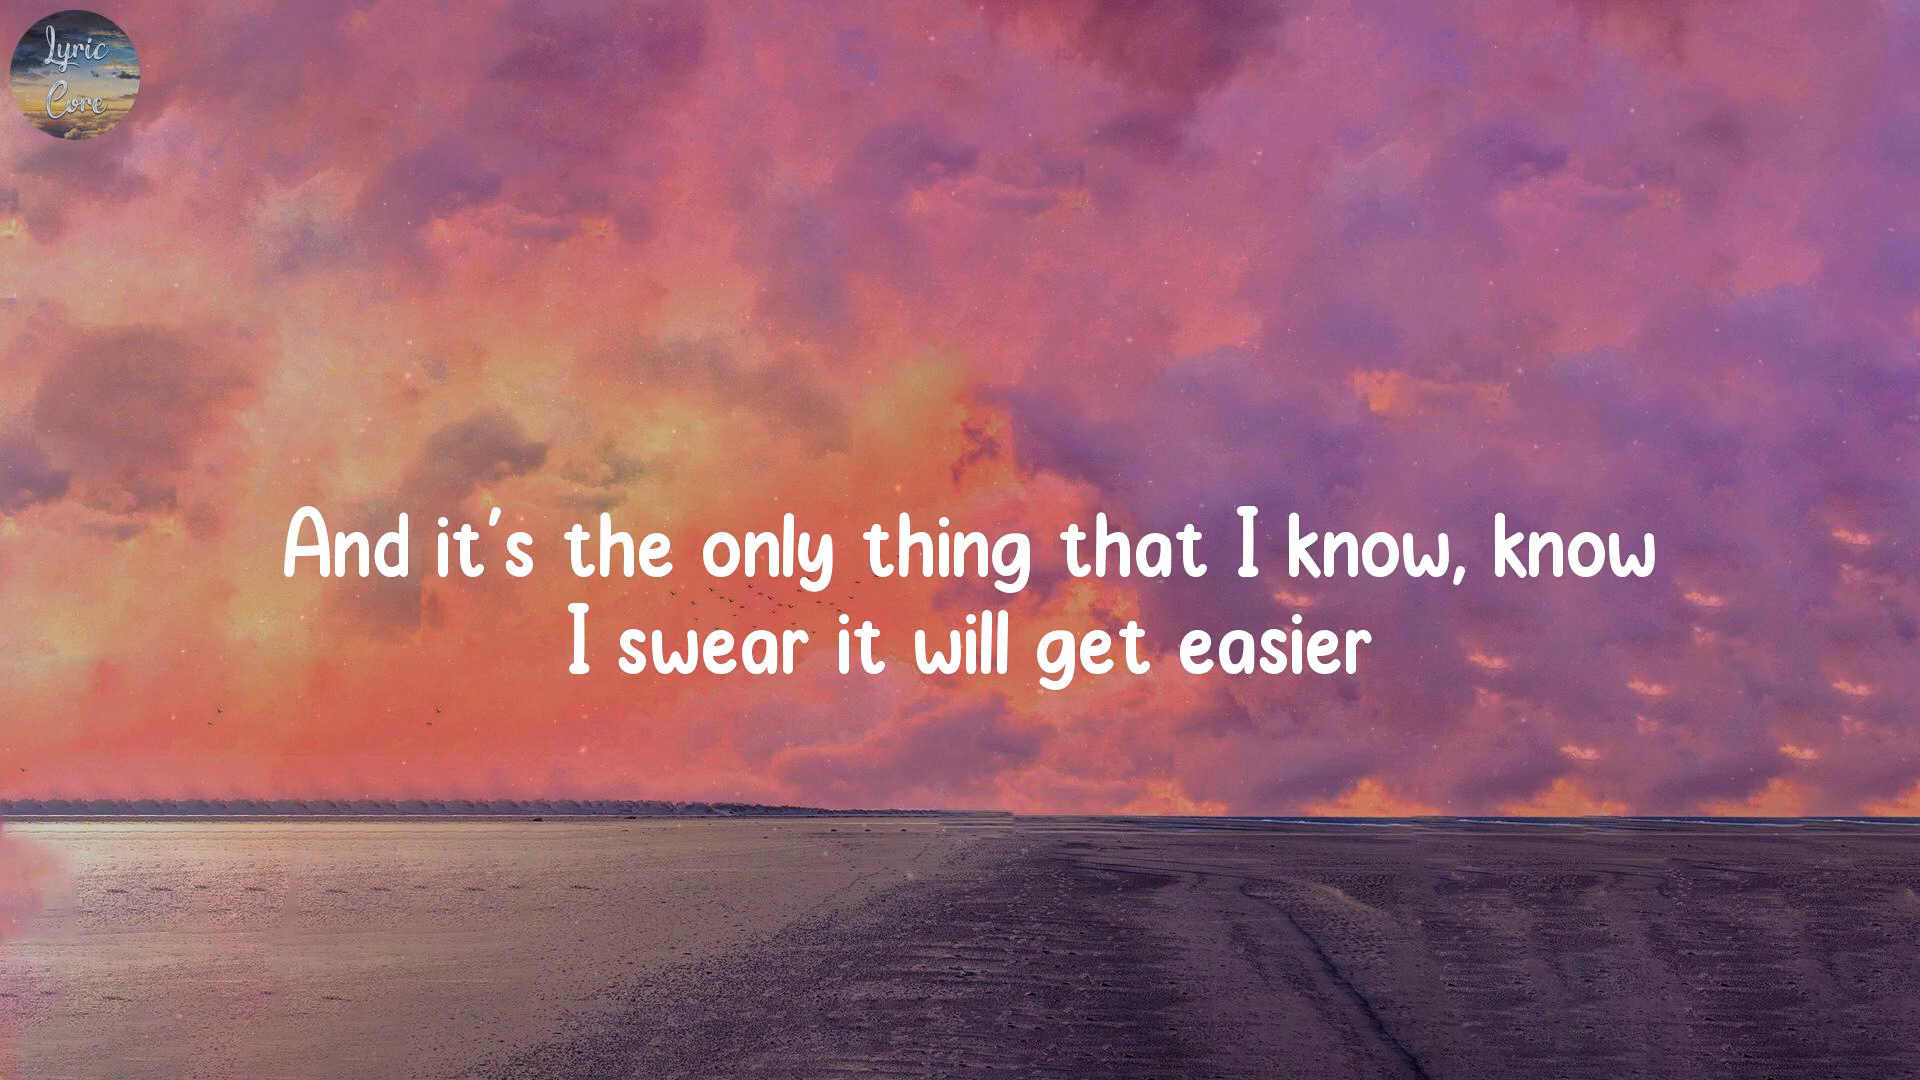 Lyric
Core
And it's the only thing that I know, know
I swear it will get easier